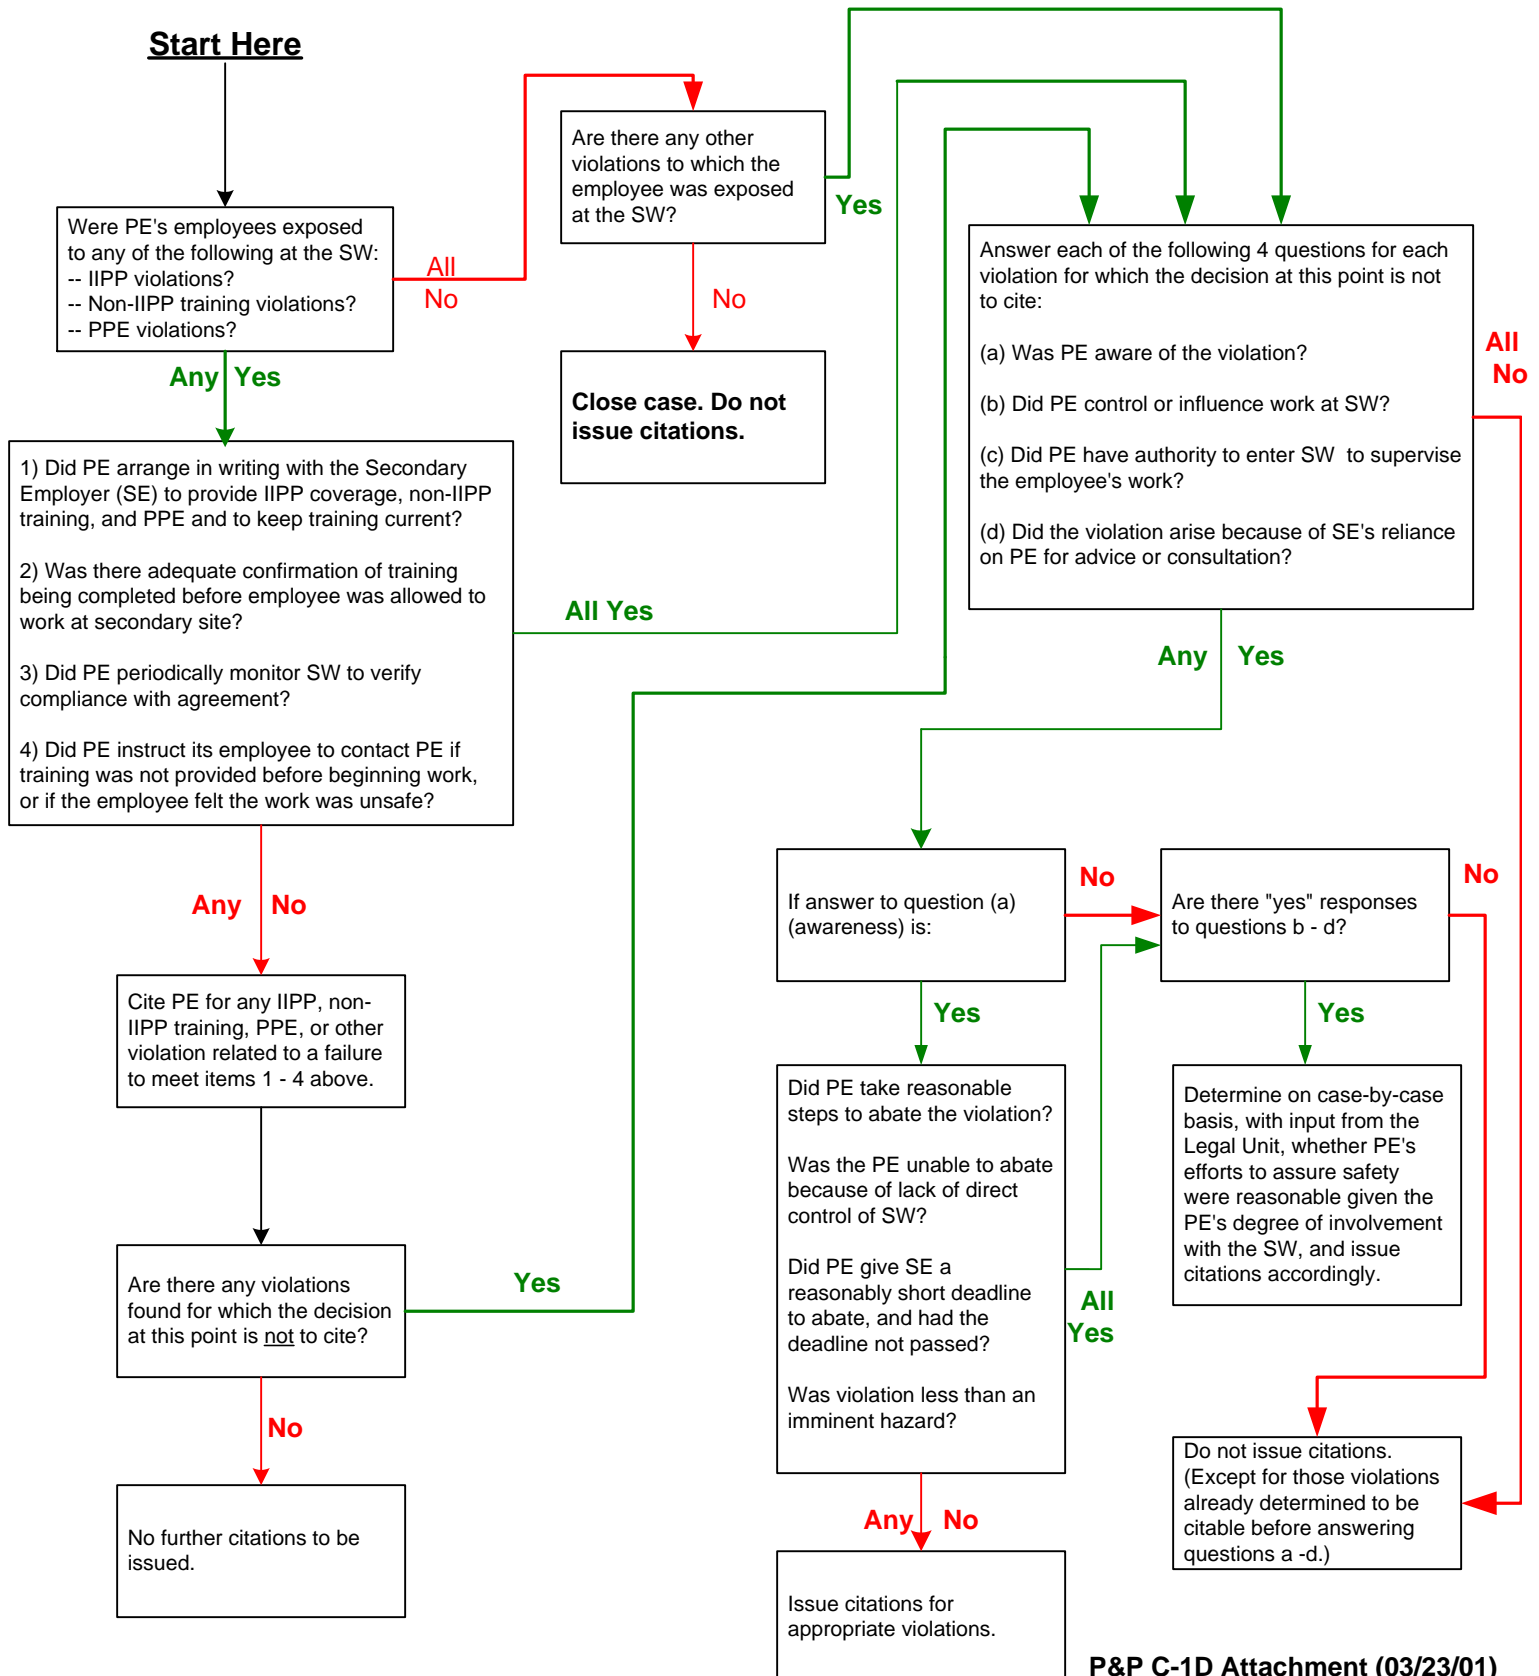 Start Here
Were PE's employees exposed
to any of the following at the SW:
-- IIPP violations?
-- Non-IIPP training violations?
-- PPE violations?
All
No
Are there any other
violations to which the
employee was exposed
at the SW?
Yes
No
Close case. Do not
issue citations.
Any Yes
1) Did PE arrange in writing with the Secondary
Employer (SE) to provide IIPP coverage, non-IIPP
training, and PPE and to keep training current?
2) Was there adequate confirmation of training
being completed before employee was allowed to
work at secondary site?
3) Did PE periodically monitor SW to verify
compliance with agreement?
4) Did PE instruct its employee to contact PE if
training was not provided before beginning work,
or if the employee felt the work was unsafe?
All Yes
Any No
Cite PE for any IIPP, non-
IIPP training, PPE, or other
violation related to a failure
to meet items 1 - 4 above.
Are there any violations
found for which the decision
at this point is not to cite?
Yes
No
No further citations to be
issued.
Answer each of the following 4 questions for each
violation for which the decision at this point is not
to cite:
(a) Was PE aware of the violation?
(b) Did PE control or influence work at SW?
(c) Did PE have authority to enter SW to supervise
the employee's work?
(d) Did the violation arise because of SE's reliance
on PE for advice or consultation?
All
No
Any Yes
If answer to question (a)
(awareness) is:
No
Are there "yes" responses
to questions b - d?
No
Yes
Yes
Did PE take reasonable
steps to abate the violation?
Was the PE unable to abate
because of lack of direct
control of SW?
Did PE give SE a
reasonably short deadline
to abate, and had the
deadline not passed?
Was violation less than an
imminent hazard?
All
Yes
Determine on case-by-case
basis, with input from the
Legal Unit, whether PE's
efforts to assure safety
were reasonable given the
PE's degree of involvement
with the SW, and issue
citations accordingly.
Any No
Issue citations for
appropriate violations.
Do not issue citations.
(Except for those violations
already determined to be
citable before answering
questions a -d.)
P&P C-1D Attachment (03/23/01)